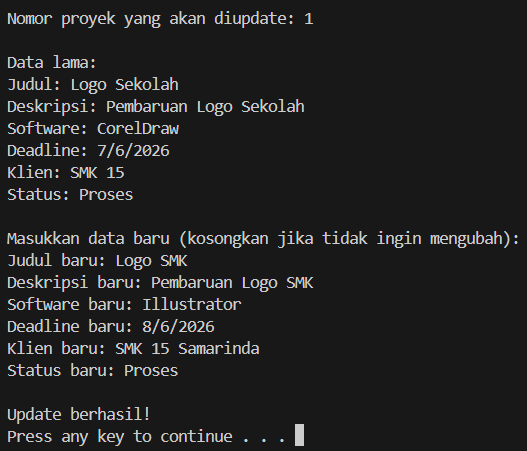 Nomor proyek yang akan diupdate: 1
Data lama:
Judul: Logo Sekolah
Deskripsi: Pembaruan Logo Sekolah
Software: CorelDraw
Deadline: 7/6/2026
Klien: SMK 15
Status: Proses
Masukkan data baru (kosongkan jika tidak ingin mengubah):
Judul baru: Logo SMK
Deskripsi baru: Pembaruan Logo SMK
Software baru: Illustrator
Deadline baru: 8/6/2026
Klien baru: SMK 15 Samarinda
Status baru: Proses
Update berhasil!
Press any key to continue . . .